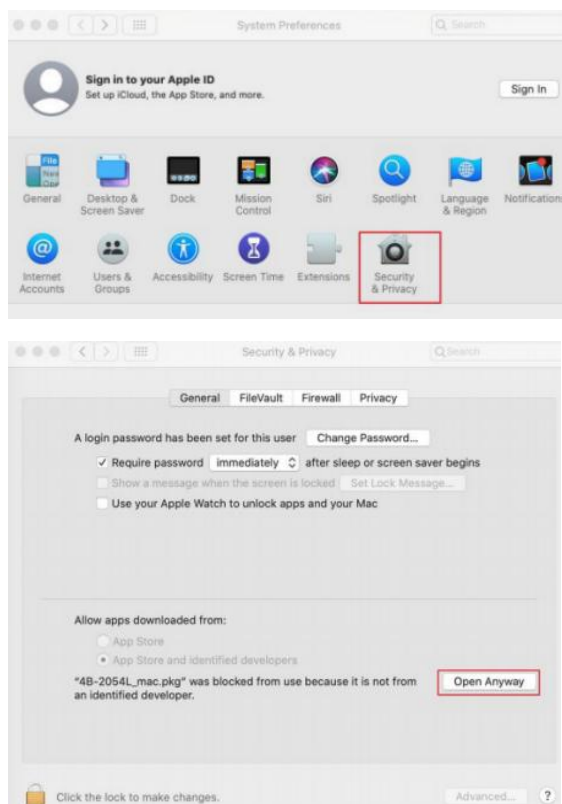 System Preferences
Search
Sign in to your Apple ID
Set up iCloud, the App Store, and more.
Sign In
General
Desktop &
Screen Saver
Dock
Mission
Control
Siri
Spotlight
Language
& Region
Notifications
Internet
Accounts
Users &
Groups
Accessibility
Screen Time
Extensions
Security
& Privacy
Security & Privacy
Search
General FileVault Firewall Privacy
A login password has been set for this user Change Password...
Require password immediately after sleep or screen saver begins
Show a message when the screen is locked Set Lock Message...
Use your Apple Watch to unlock apps and your Mac
Allow apps downloaded from:
App Store
App Store and identified developers
"4B-2054L_mac.pkg" was blocked from use because it is not from
an identified developer.
Open Anyway
Click the lock to make changes.
Advanced...
?